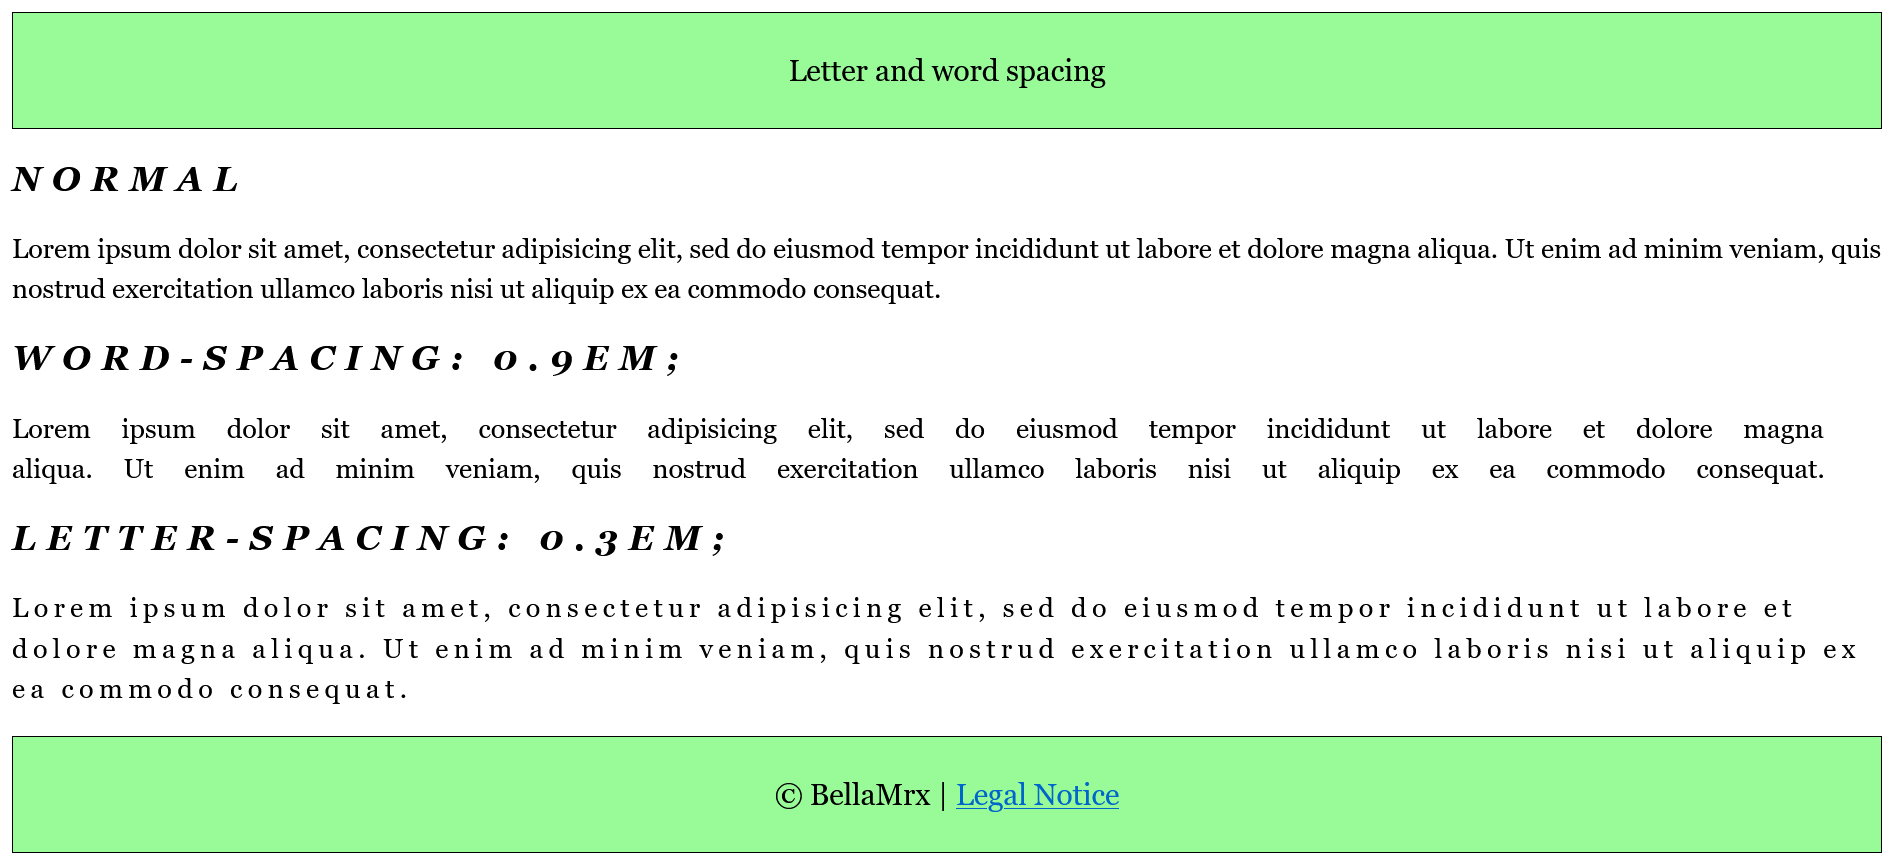 Letter and word spacing
NORMAL
Lorem ipsum dolor sit amet, consectetur adipisicing elit, sed do eiusmod tempor incididunt ut labore et dolore magna aliqua. Ut enim ad minim veniam, quis
nostrud exercitation ullamco laboris nisi ut aliquip ex ea commodo consequat.
WORD-SPACING: 0.9EM;
Lorem ipsum dolor sit amet, consectetur adipisicing elit, sed do eiusmod tempor incididunt ut labore et dolore magna
aliqua. Ut enim ad minim veniam, quis nostrud exercitation ullamco laboris nisi ut aliquip ex ea commodo consequat.
LETTER-SPACING: 0.3EM;
Lorem ipsum dolor sit amet, consectetur adipisicing elit, sed do eiusmod tempor incididunt ut labore et
dolore magna aliqua. Ut enim ad minim veniam, quis nostrud exercitation ullamco laboris nisi ut aliquip ex
ea commodo consequat.
© BellaMrx | Legal Notice